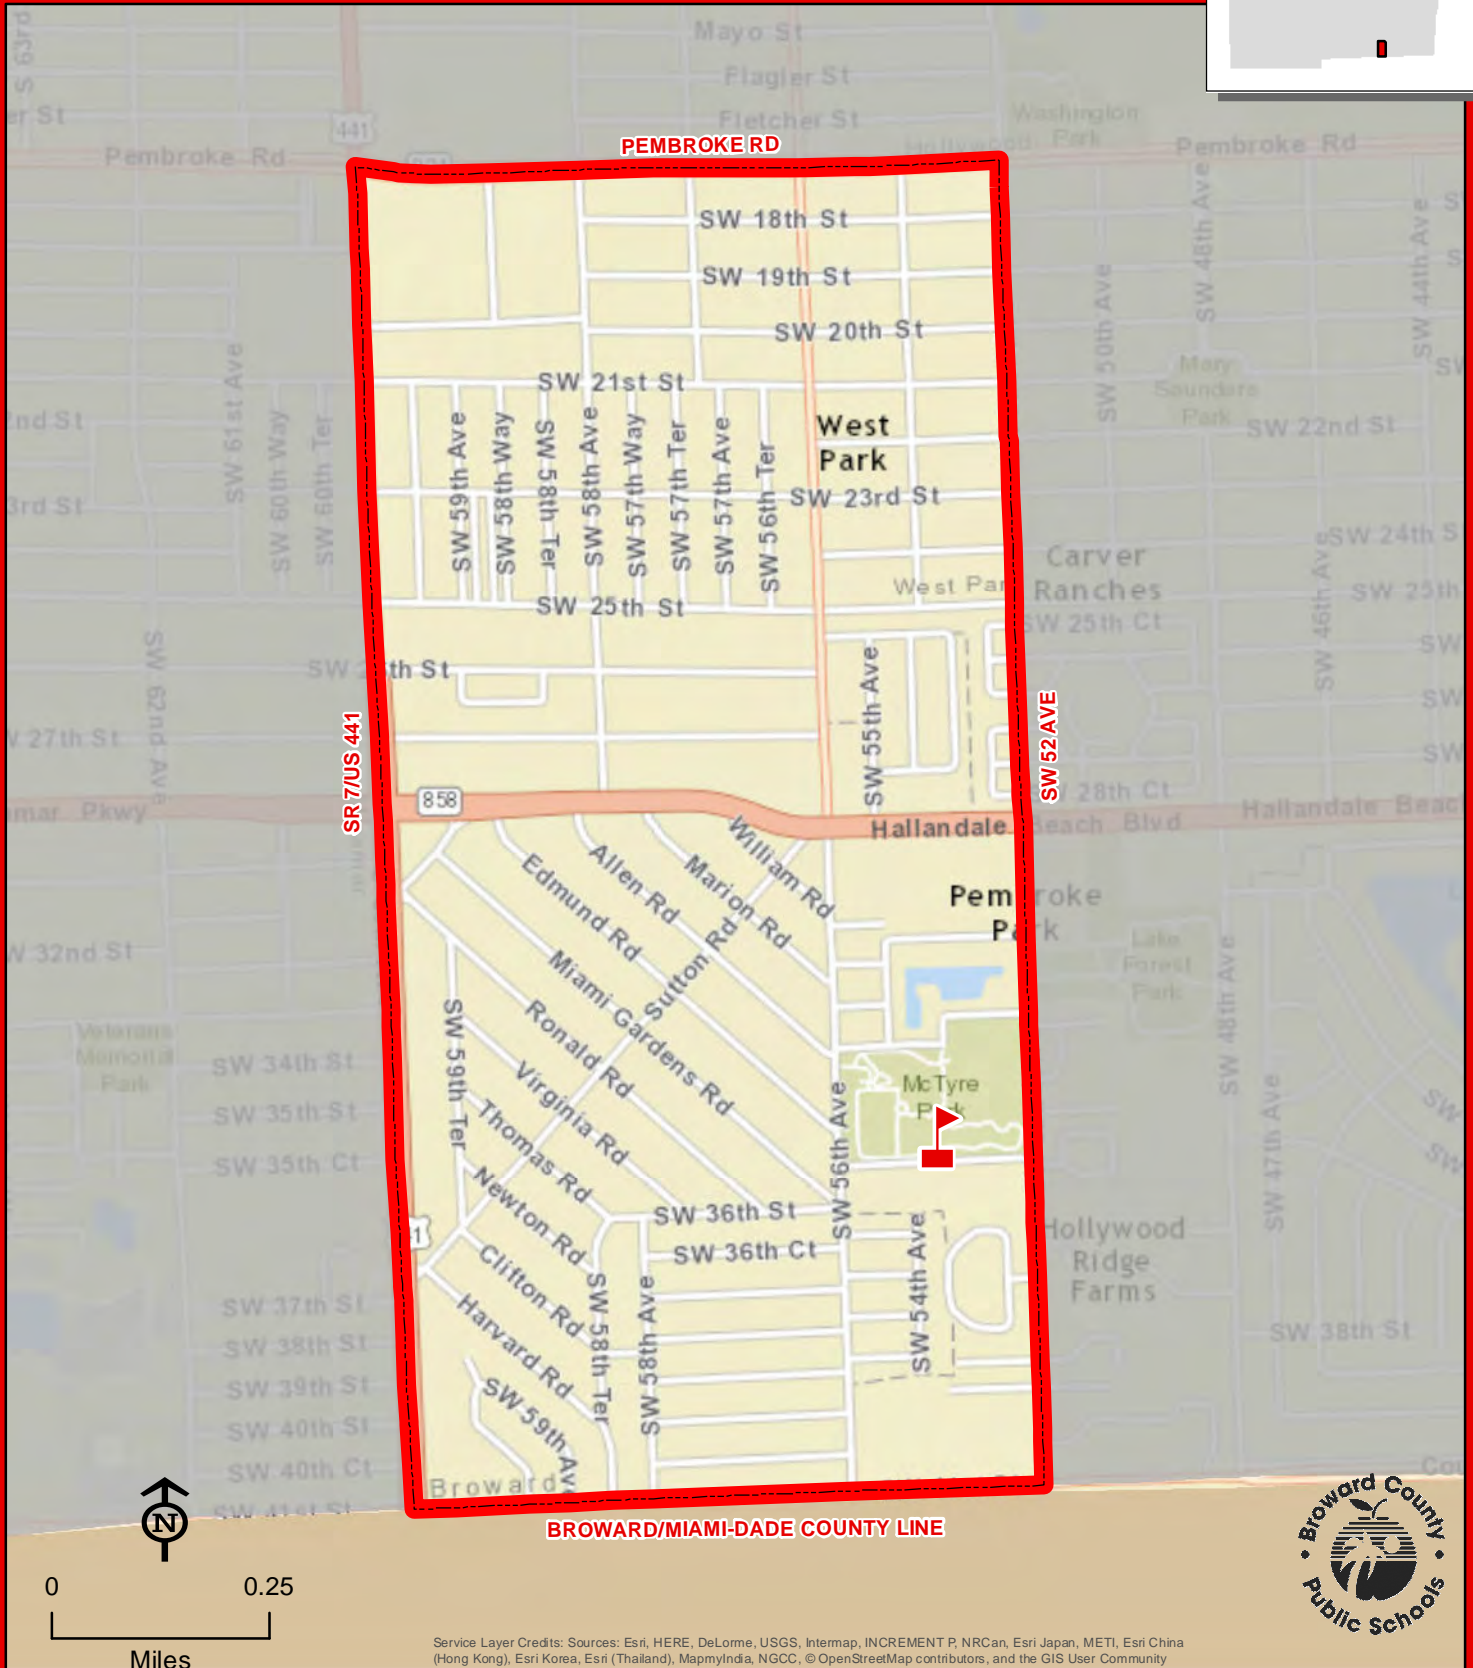 Mayo St
Flagler St
Fletcher St
Washington
Park
441
Pembroke Rd
PEMBROKE RD
Hollywood
Pembroke Rd
SW 18th St
SW 19th St
SW 20th St
SW 21st St
West
Park
SW 61st Ave
SW 60th Way
SW 60th Ter
SW 59th Ave
SW 58th Way
SW 58th Ter
SW 58th Ave
SW 57th Way
SW 57th Ter
SW 57th Ave
SW 56th Ter
SW 23rd St
SW 50th Ave
SW 48th Ave
SW 44th Ave
Mary
Saunders
Park
SW 22nd St
SW 24th S
Carver
Ranches
West Par
SW 25th St
SW 25th Ct
SW 25th
SW 46th Ave
SW 62nd Ave
th St
27th St
SR 7/US 441
SW 55th Ave
SW 52 AVE
858
28th Ct
Pkwy
Hallandale Beach Blvd
Hallandale Beac
William Rd
Marion Rd
Allen Rd
Edmund Rd
Sutton Rd
Miami Gardens Rd
Ronald Rd
Virginia Rd
Thomas Rd
Newton Rd
Clifton Rd
Harvard Rd
Pembroke
Park
Lake
Forest
Park
32nd St
Veterans
Memorial
Park
SW 34th St
SW 35th St
SW 35th Ct
SW 59th Ter
McTyre
Park
SW 56th Ave
SW 48th Ave
SW 47th Ave
SW 36th St
SW 36th Ct
SW 54th Ave
SW 58th Ter
SW 58th Ave
Hollywood
Ridge
Farms
SW 37th St
SW 38th St
SW 39th St
SW 40th St
SW 40th Ct
SW 41st St
SW 38th St
SW 59th Av
Broward
BROWARD/MIAMI-DADE COUNTY LINE
N
0 0.25
Miles
Broward County
Public Schools
Service Layer Credits: Sources: Esri, HERE, DeLorme, USGS, Intermap, INCREMENT P, NRCan, Esri Japan, METI, Esri China
(Hong Kong), Esri Korea, Esri (Thailand), MapmyIndia, NGCC, © OpenStreetMap contributors, and the GIS User Community